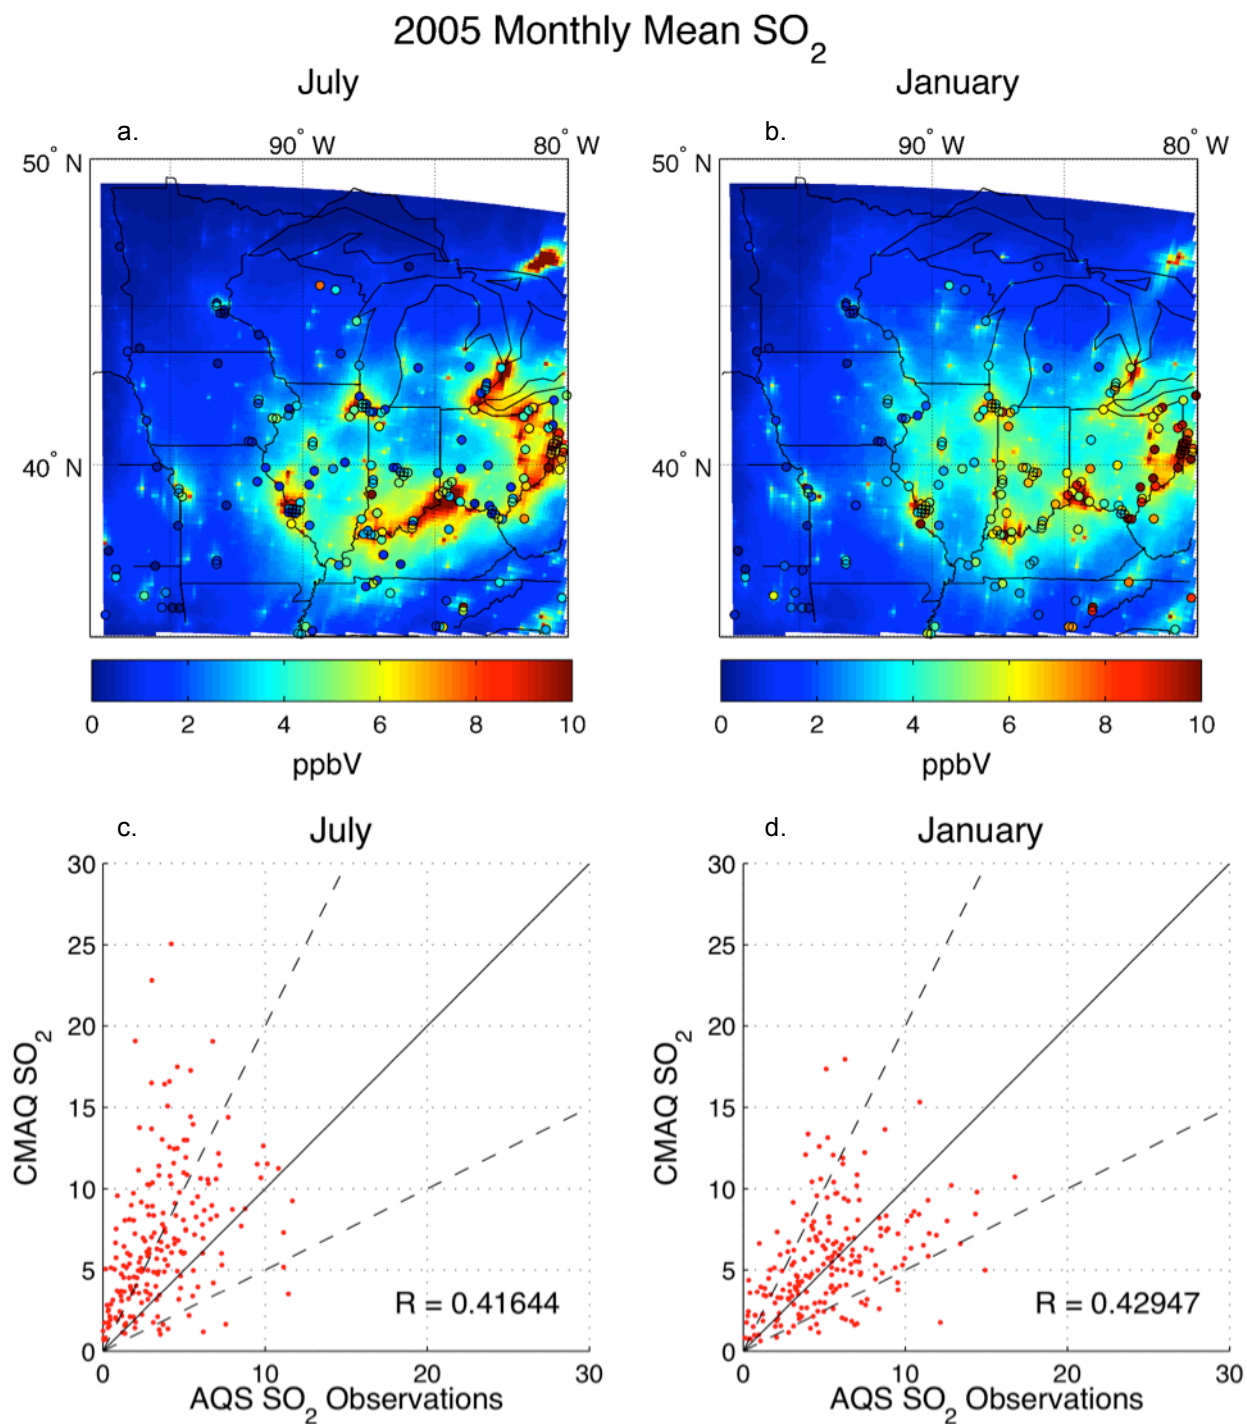 2005 Monthly Mean SO2
July
January
a.
90° W
80° W
b.
90° W
80° W
50° N
40° N
50° N
40° N
0 2 4 6 8 10
ppbV
0 2 4 6 8 10
ppbV
c.
July
d.
January
CMAQ SO2
30
25
20
15
10
5
0
R = 0.41644
0 10 20 30
AQS SO2 Observations
CMAQ SO2
30
25
20
15
10
5
0
R = 0.42947
0 10 20 30
AQS SO2 Observations